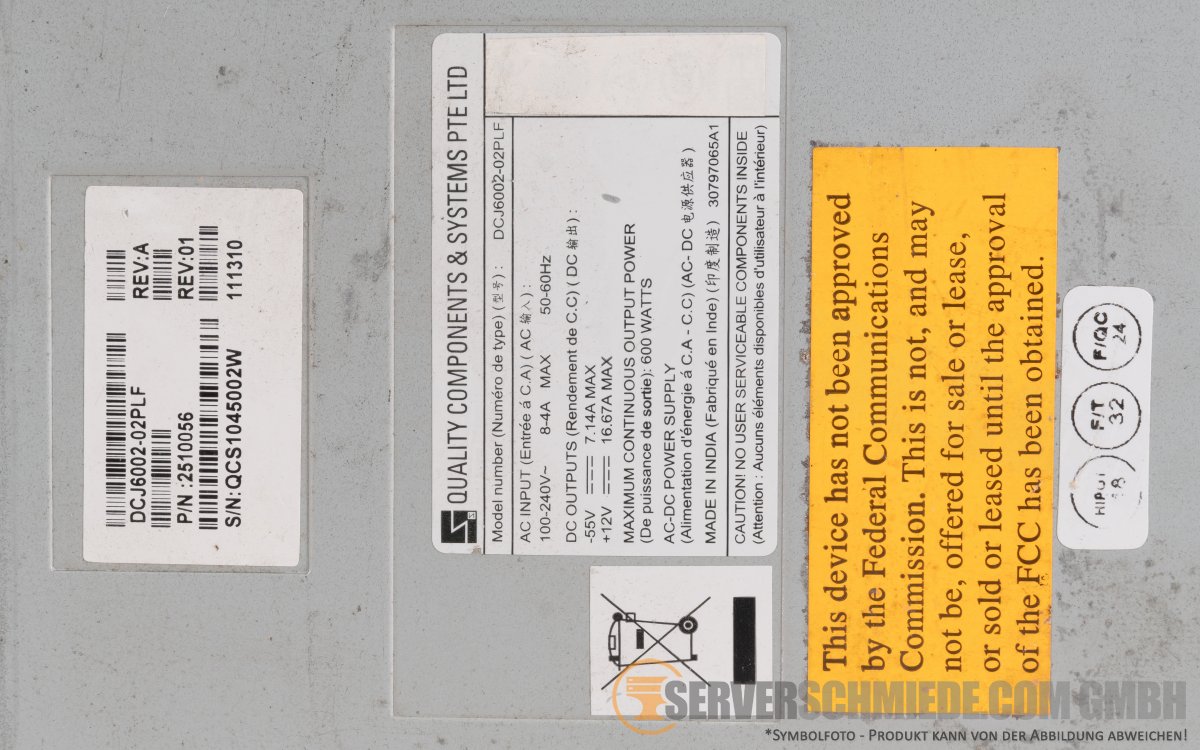 DCJ6002-02PLF REV:A
P/N :2510056 REV:01
S/N:QCS1045002W 111310
QUALITY COMPONENTS & SYSTEMS PTE LTD
Model number (Numéro de type) (型号) : DCJ6002-02PLF
AC INPUT (Entrée á C.A) ( AC 输入) :
100-240V~ 8-4A MAX 50-60Hz
DC OUTPUTS (Rendement de C.C) ( DC 输出) :
-55V 7.14A MAX
+12V 16.67A MAX
MAXIMUM CONTINUOUS OUTPUT POWER
(De puissance de sortie): 600 WATTS
AC-DC POWER SUPPLY
(Alimentation d'énergie á C.A - C.C) (AC- DC 电源供应器 )
MADE IN INDIA (Fabriqué en Inde) (印度制造) 30797065A1
CAUTION! NO USER SERVICEABLE COMPONENTS INSIDE
(Attention : Aucuns éléments disponibles d'utilisateur à l'intérieur)
This device has not been approved
by the Federal Communications
Commission. This is not, and may
not be, offered for sale or lease,
or sold or leased until the approval
of the FCC has been obtained.
HIPOT
18
F/T
32
F/QC
24
SERVERSCHMIEDE.COM GMBH
*Symbolfoto - Produkt kann von der Abbildung abweichen!